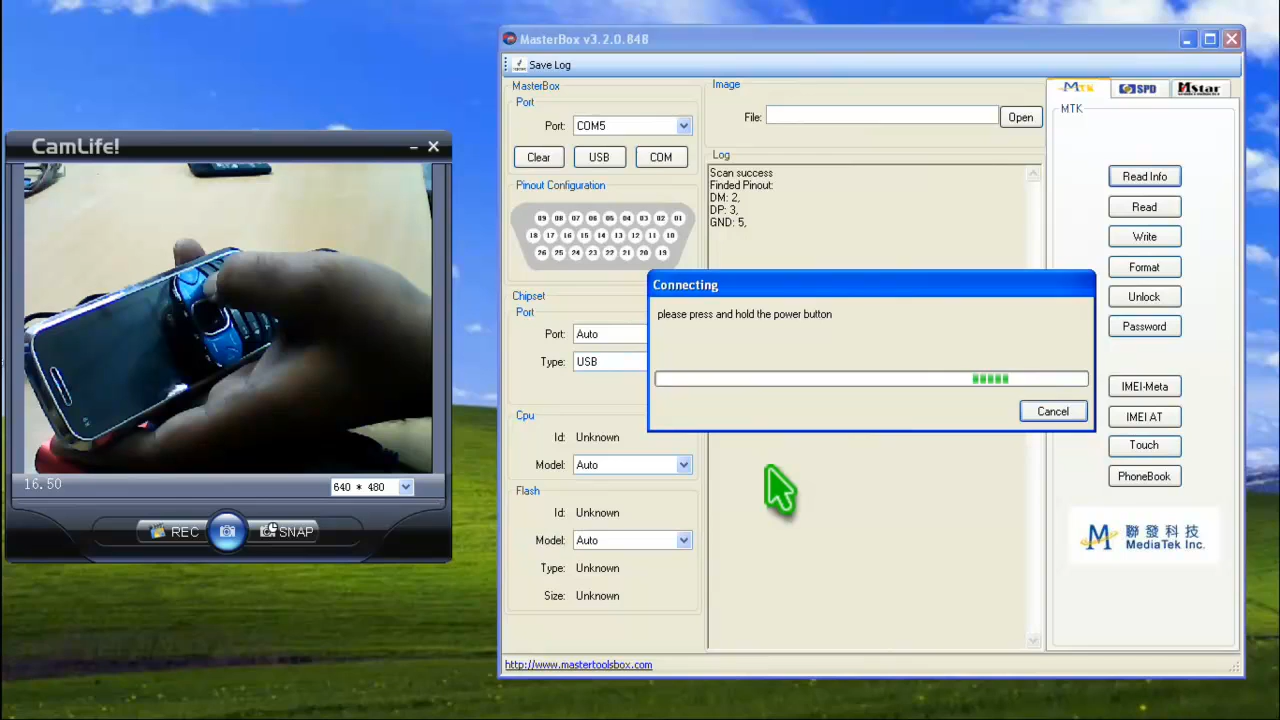 CamLife!
16.50
640 * 480
REC
SNAP
MasterBox v3.2.0.848
Save Log
MasterBox
Port
Port: COM5
Clear USB COM
Pinout Configuration
09 08 07 06 05 04 03 02 01
18 17 16 15 14 13 12 11 10
26 25 24 23 22 21 20 19
Chipset
Port
Port: Auto
Type: USB
Cpu
Id: Unknown
Model: Auto
Flash
Id: Unknown
Model: Auto
Type: Unknown
Size: Unknown
http://www.mastertoolsbox.com
Image
File:
Open
Log
Scan success
Finded Pinout:
DM: 2,
DP: 3,
GND: 5,
Connecting
please press and hold the power button
Cancel
MTK SPD Mstar
MTK
Read Info
Read
Write
Format
Unlock
Password
IMEI-Meta
IMEI AT
Touch
PhoneBook
聯發科技
MediaTek Inc.